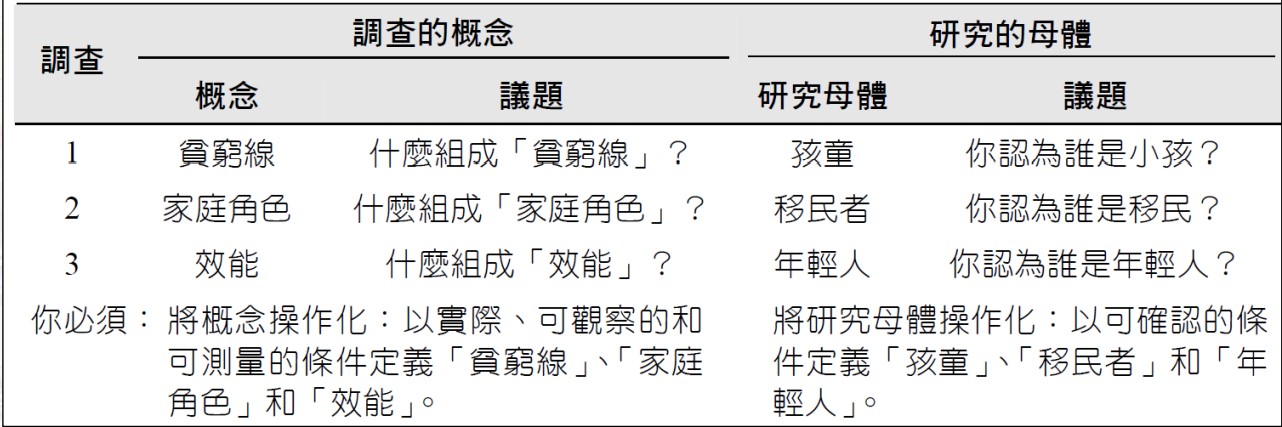 調查 調查的概念 研究的母體
概念 議題 研究母體 議題
1 貧窮線 什麼組成「貧窮線」？ 孩童 你認為誰是小孩？
2 家庭角色 什麼組成「家庭角色」？ 移民者 你認為誰是移民？
3 效能 什麼組成「效能」？ 年輕人 你認為誰是年輕人？
你必須：將概念操作化：以實際、可觀察的和
可測量的條件定義「貧窮線」、「家庭
角色」和「效能」。
將研究母體操作化：以可確認的條
件定義「孩童」、「移民者」和「年
輕人」。